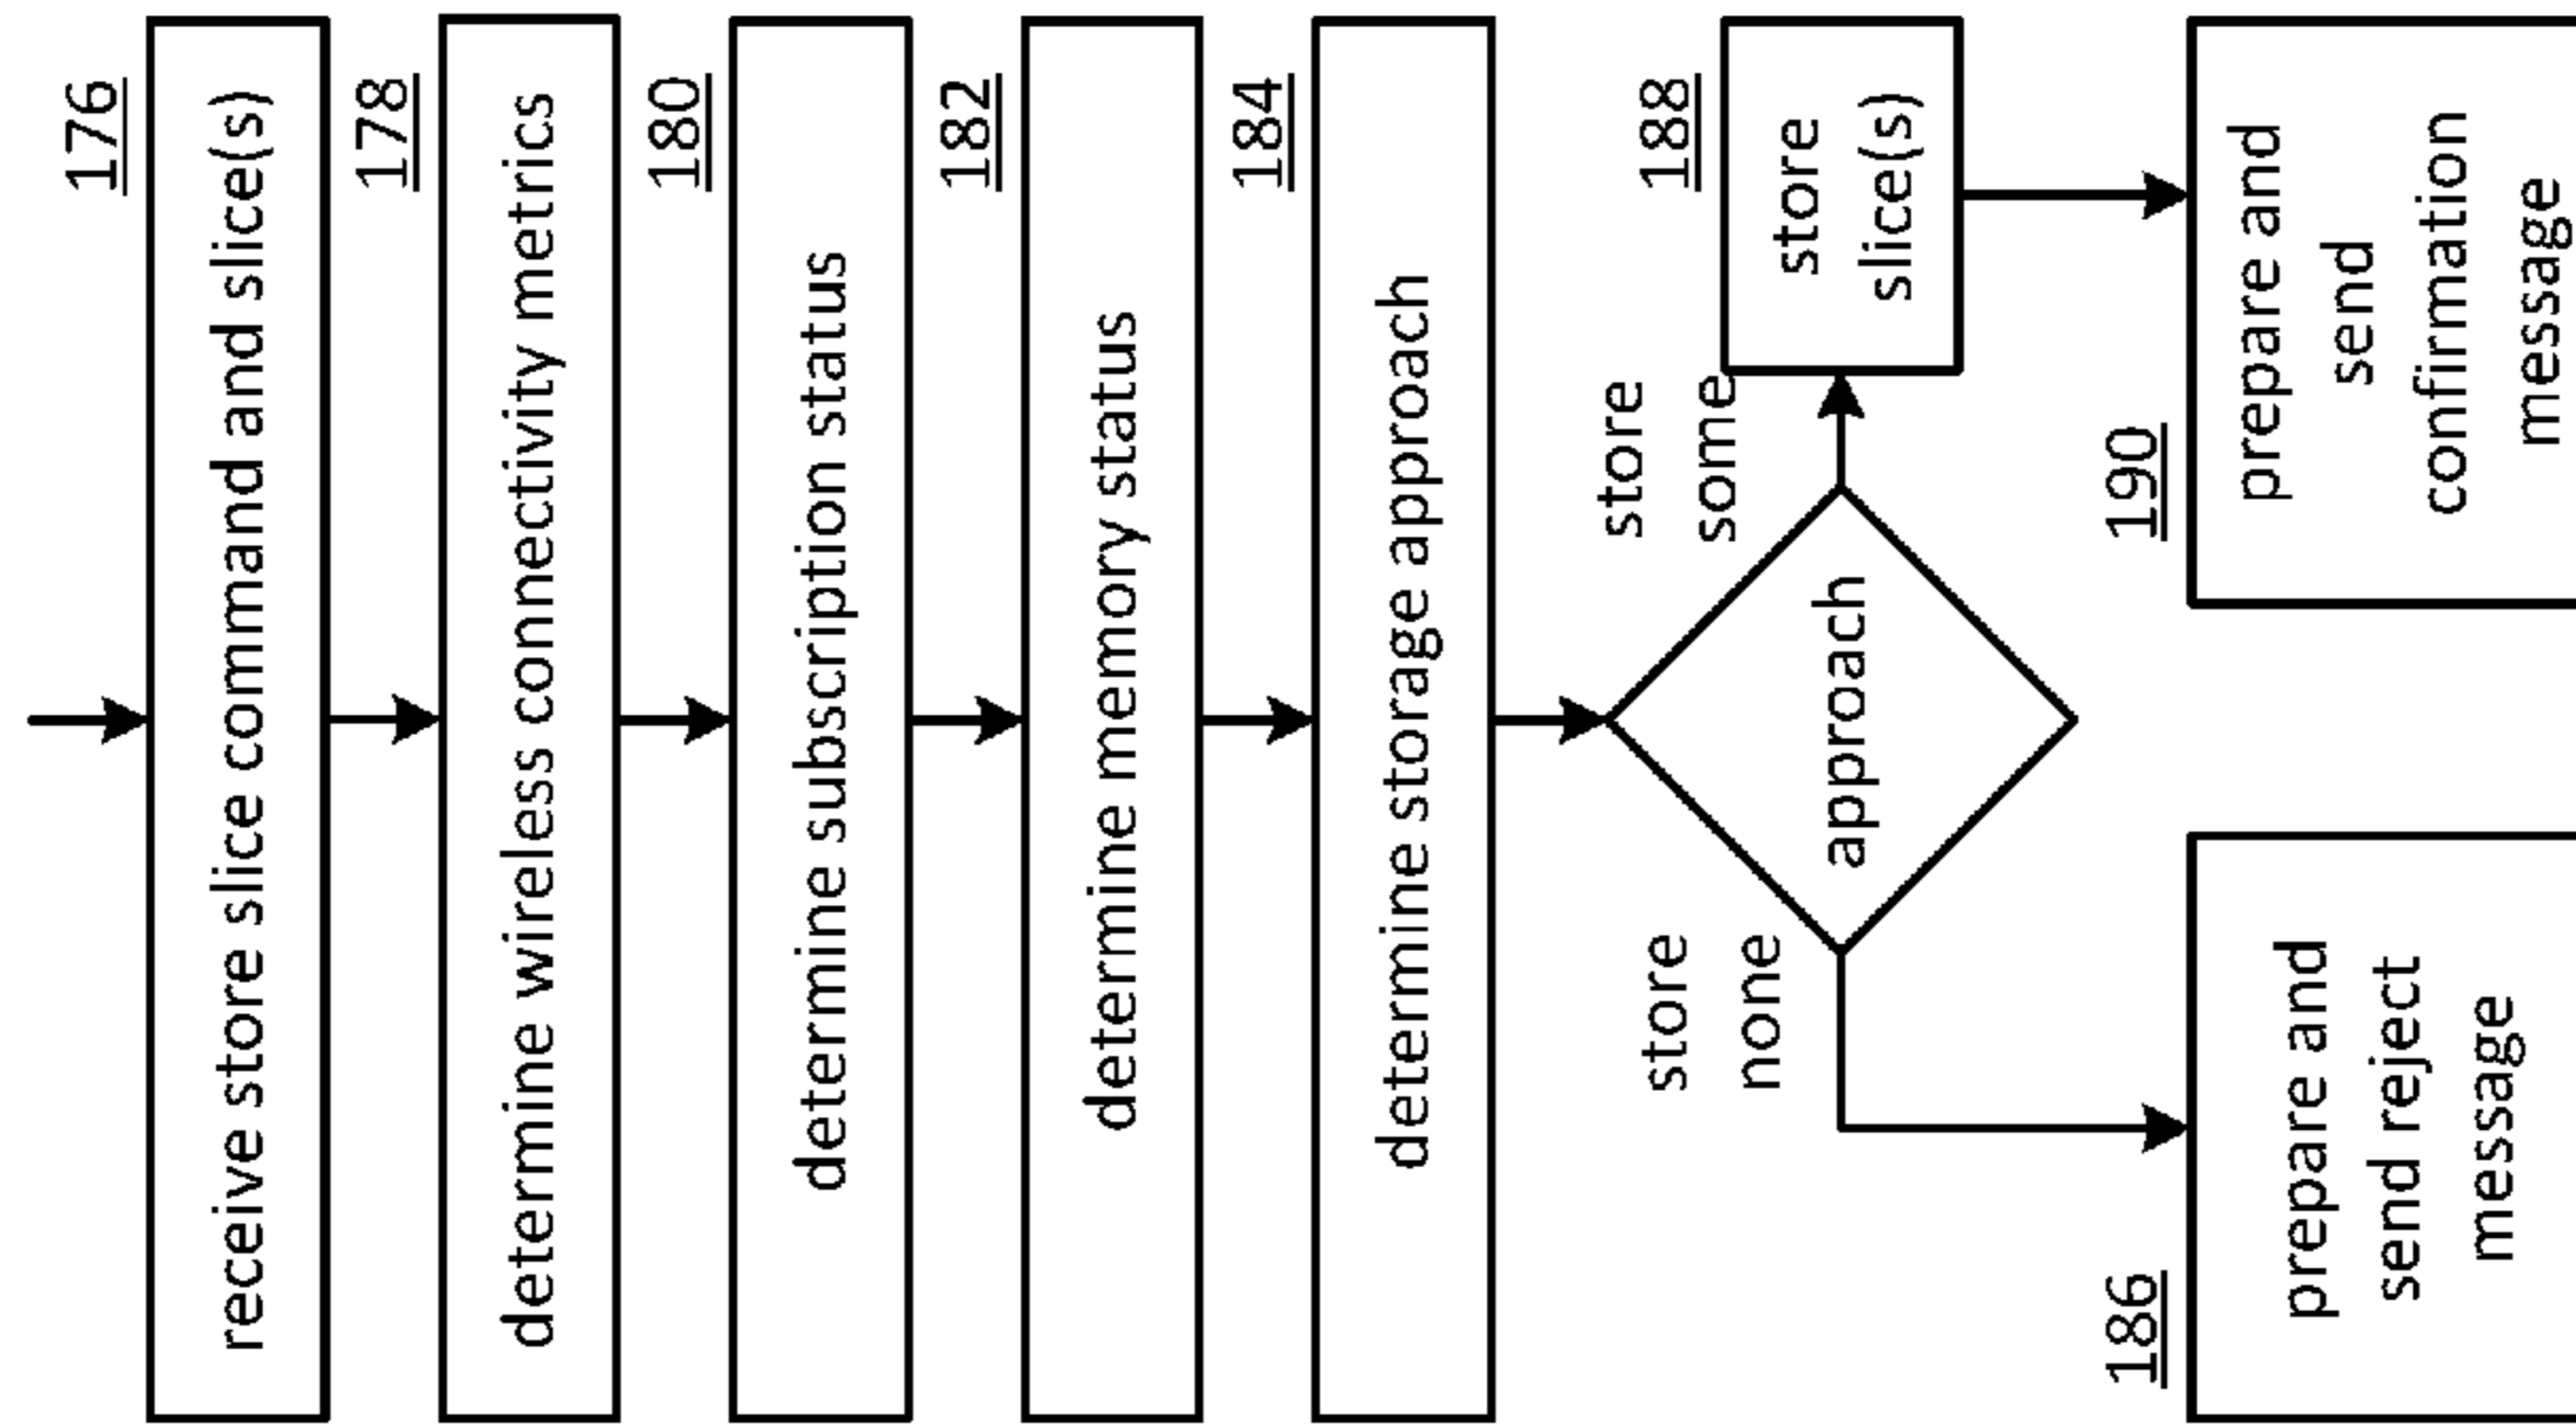 176
receive store slice command and slice(s)
178
determine wireless connectivity metrics
180
determine subscription status
182
determine memory status
184
determine storage approach
approach
store
none
store
some
188
store
slice(s)
186
prepare and
send reject
message
190
prepare and
send
confirmation
message